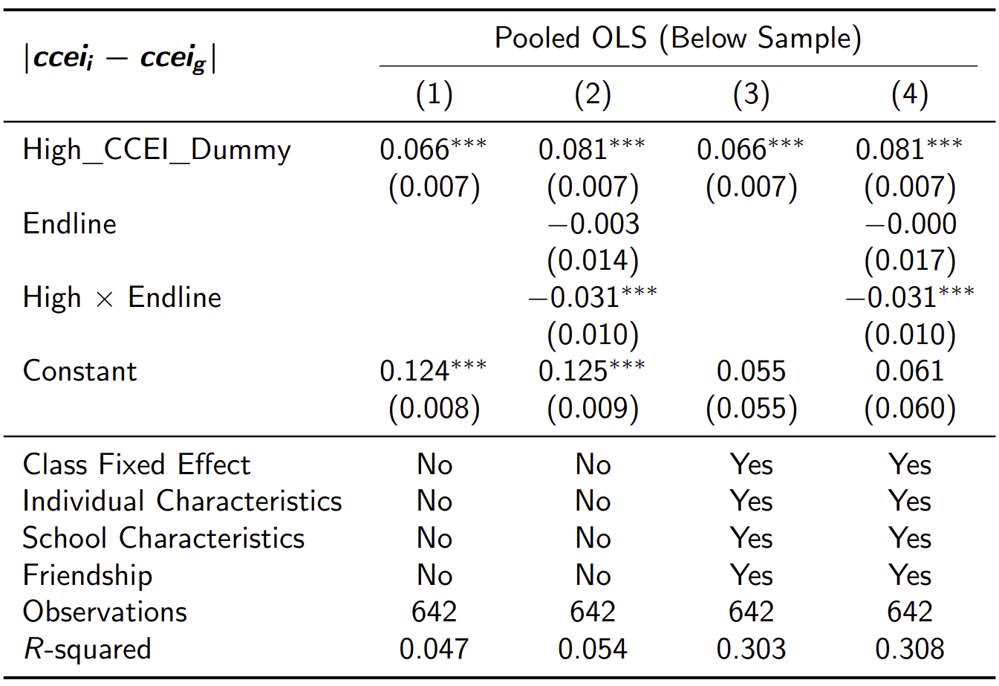 |ccei_i − ccei_g| Pooled OLS (Below Sample)
(1) (2) (3) (4)
High_CCEI_Dummy 0.066*** 0.081*** 0.066*** 0.081***
(0.007) (0.007) (0.007) (0.007)
Endline −0.003 −0.000
(0.014) (0.017)
High × Endline −0.031*** −0.031***
(0.010) (0.010)
Constant 0.124*** 0.125*** 0.055 0.061
(0.008) (0.009) (0.055) (0.060)
Class Fixed Effect No No Yes Yes
Individual Characteristics No No Yes Yes
School Characteristics No No Yes Yes
Friendship No No Yes Yes
Observations 642 642 642 642
R-squared 0.047 0.054 0.303 0.308